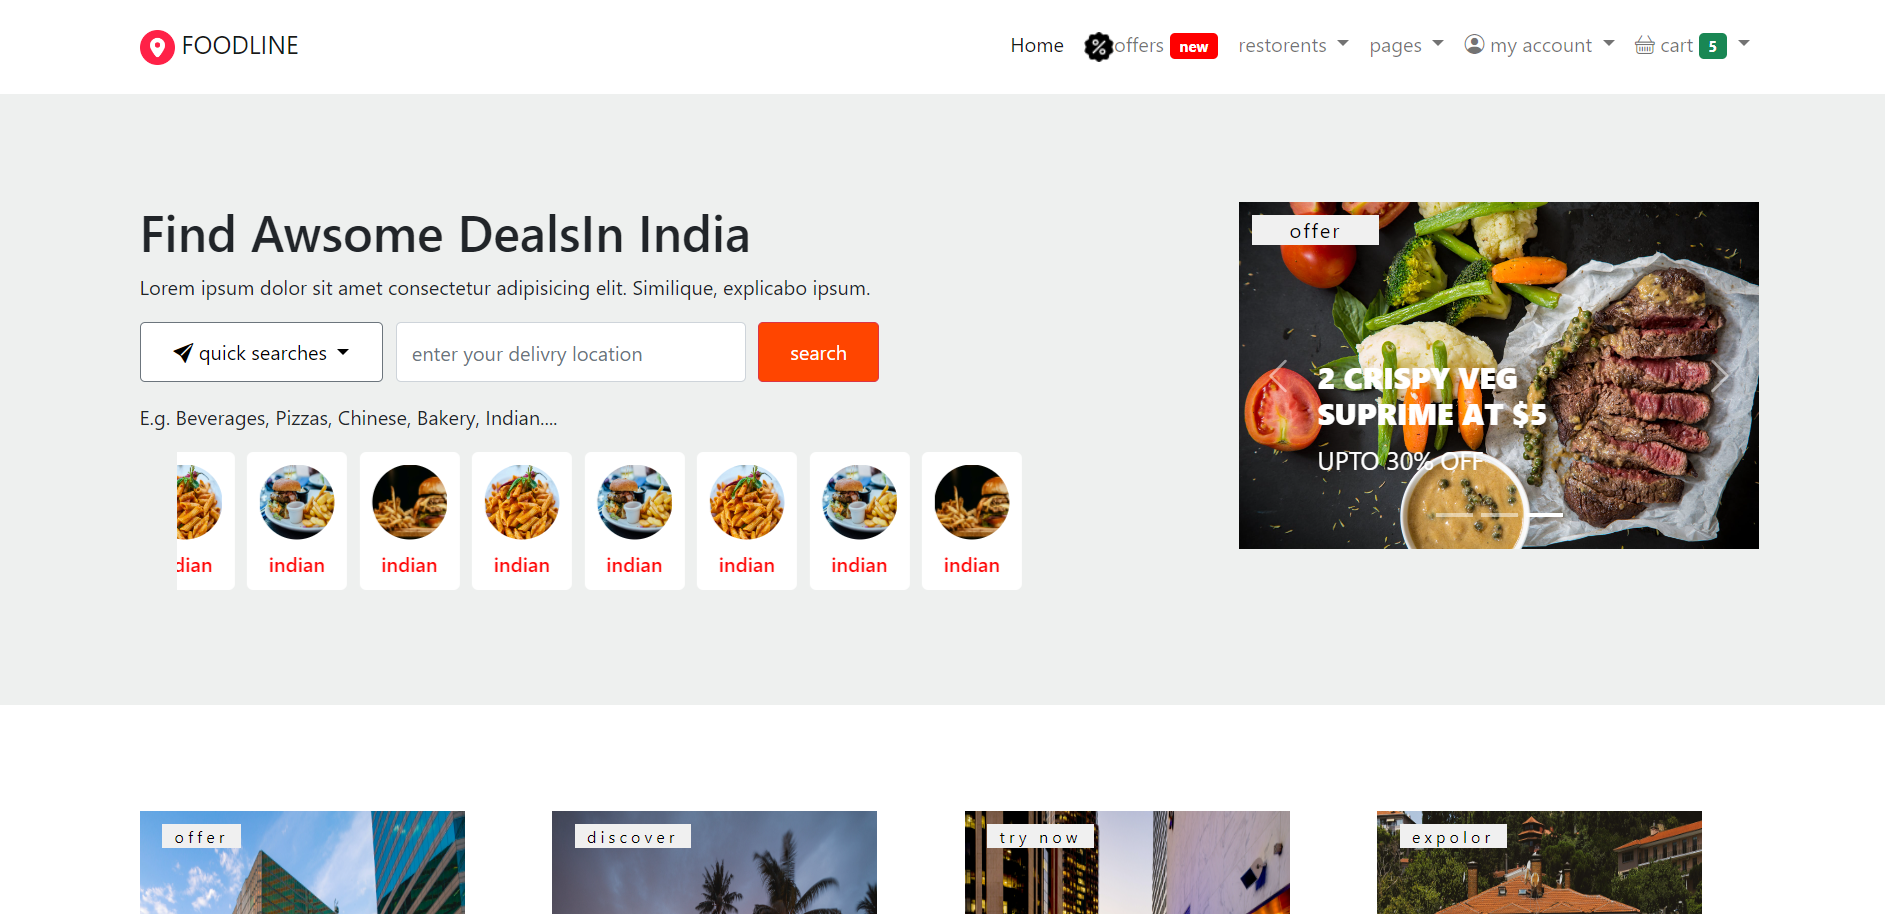 FOODLINE
Home offers new restorents pages my account cart 5
Find Awsome DealsIn India
Lorem ipsum dolor sit amet consectetur adipisicing elit. Similique, explicabo ipsum.
quick searches enter your delivry location search
E.g. Beverages, Pizzas, Chinese, Bakery, Indian....
dian indian indian indian indian indian indian indian
offer
2 CRISPY VEG
SUPRIME AT $5
UPTO 30% OFF
offer discover try now expolor